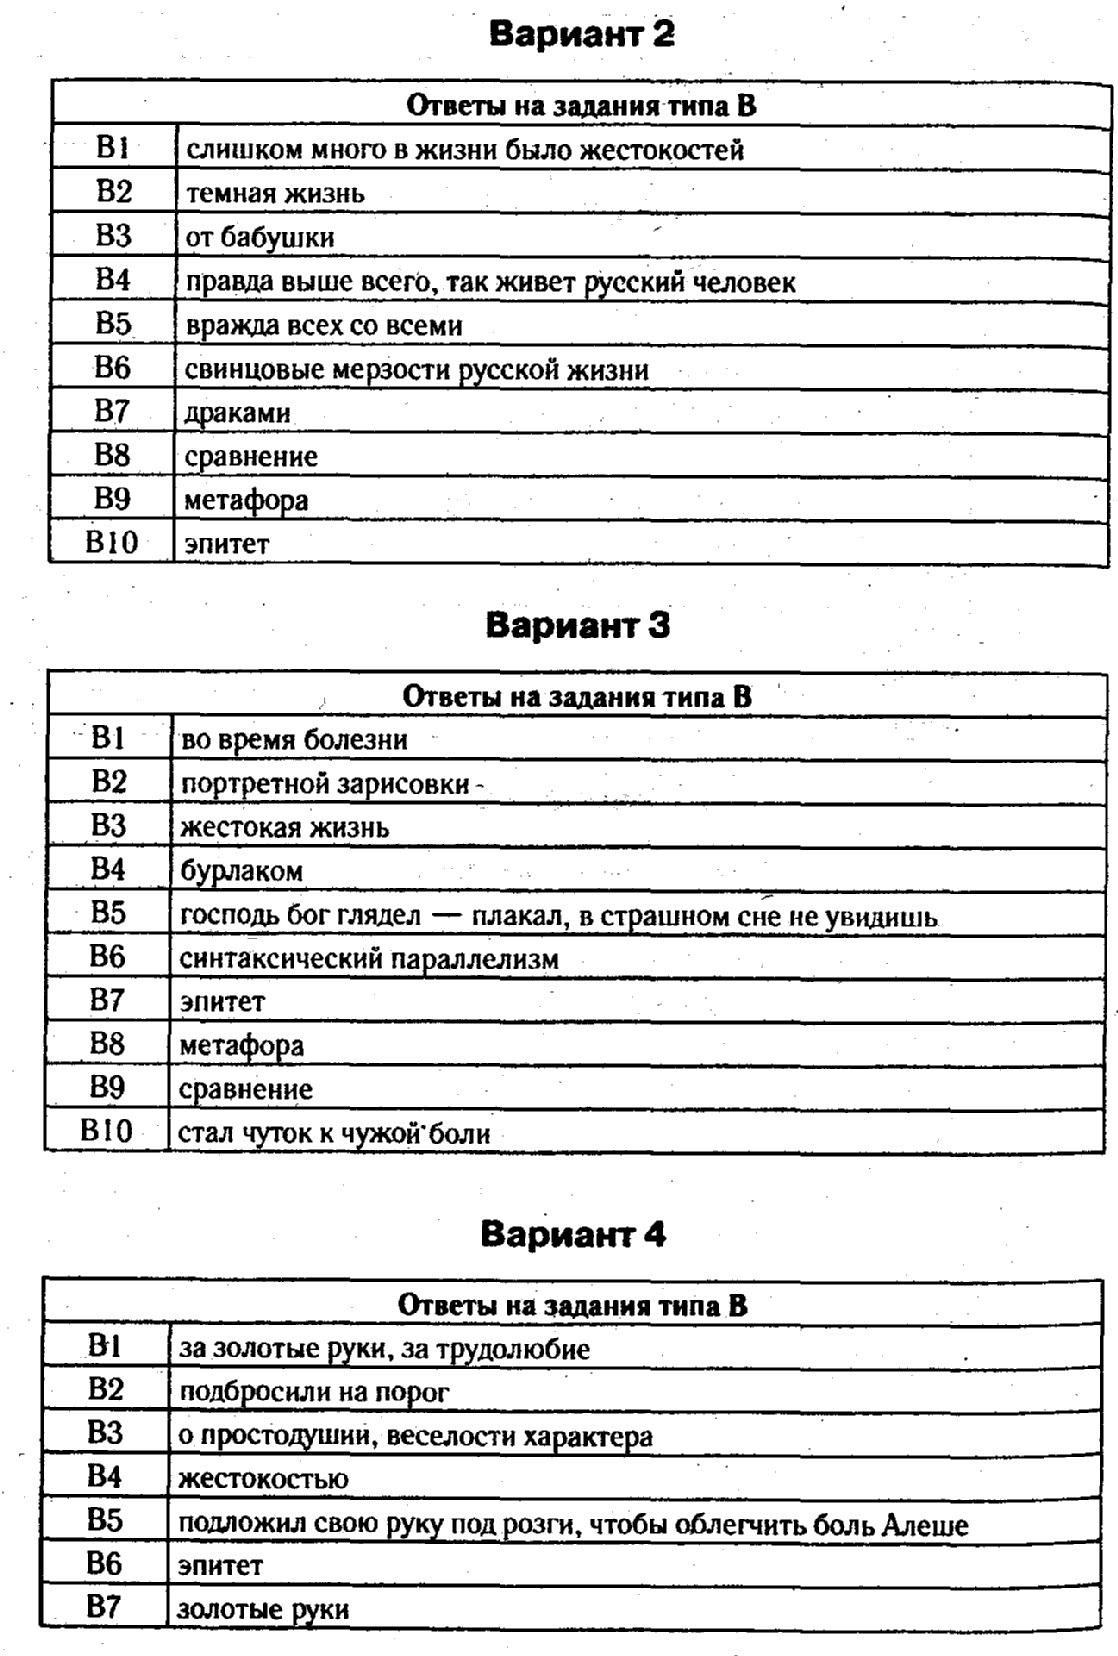 Вариант 2
Ответы на задания типа В
В1 слишком много в жизни было жестокостей
В2 темная жизнь
В3 от бабушки
В4 правда выше всего, так живет русский человек
В5 вражда всех со всеми
В6 свинцовые мерзости русской жизни
В7 драками
В8 сравнение
В9 метафора
В10 эпитет
Вариант 3
Ответы на задания типа В
В1 во время болезни
В2 портретной зарисовки
В3 жестокая жизнь
В4 бурлаком
В5 господь бог глядел — плакал, в страшном сне не увидишь
В6 синтаксический параллелизм
В7 эпитет
В8 метафора
В9 сравнение
В10 стал чуток к чужой боли
Вариант 4
Ответы на задания типа В
В1 за золотые руки, за трудолюбие
В2 подбросили на порог
В3 о простодушии, веселости характера
В4 жестокостью
В5 подложил свою руку под розги, чтобы облегчить боль Алеше
В6 эпитет
В7 золотые руки